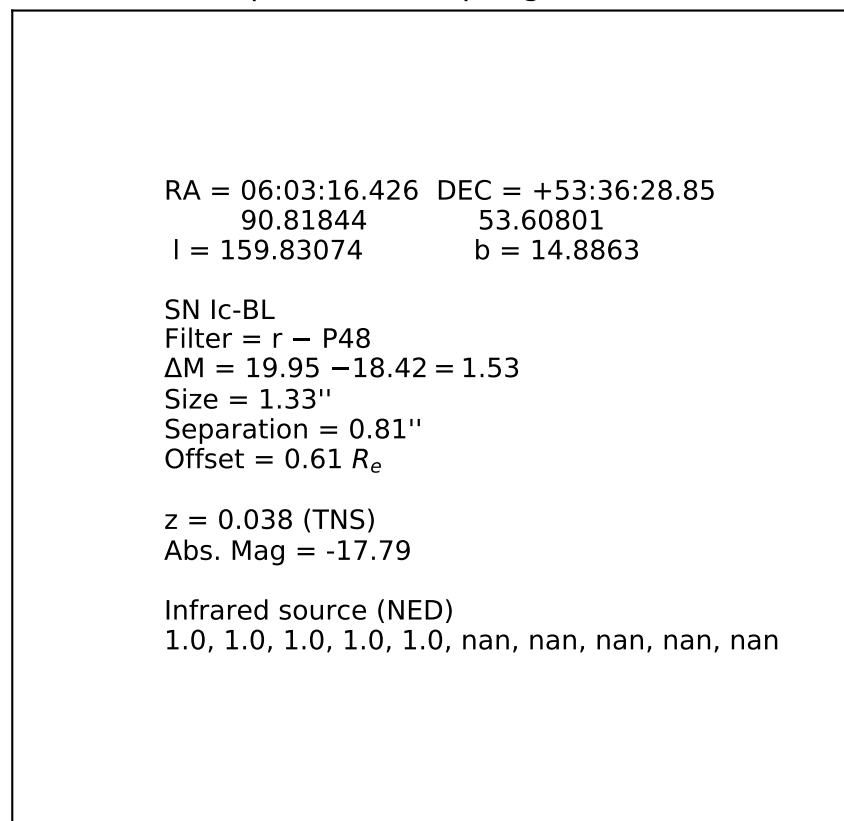 RA = 06:03:16.426  DEC = +53:36:28.85
90.81844 53.60801
l = 159.83074 b = 14.8863
SN Ic-BL
Filter = r − P48
ΔM = 19.95 −18.42 = 1.53
Size = 1.33''
Separation = 0.81''
Offset = 0.61 Rₑ
z = 0.038 (TNS)
Abs. Mag = -17.79
Infrared source (NED)
1.0, 1.0, 1.0, 1.0, 1.0, nan, nan, nan, nan, nan